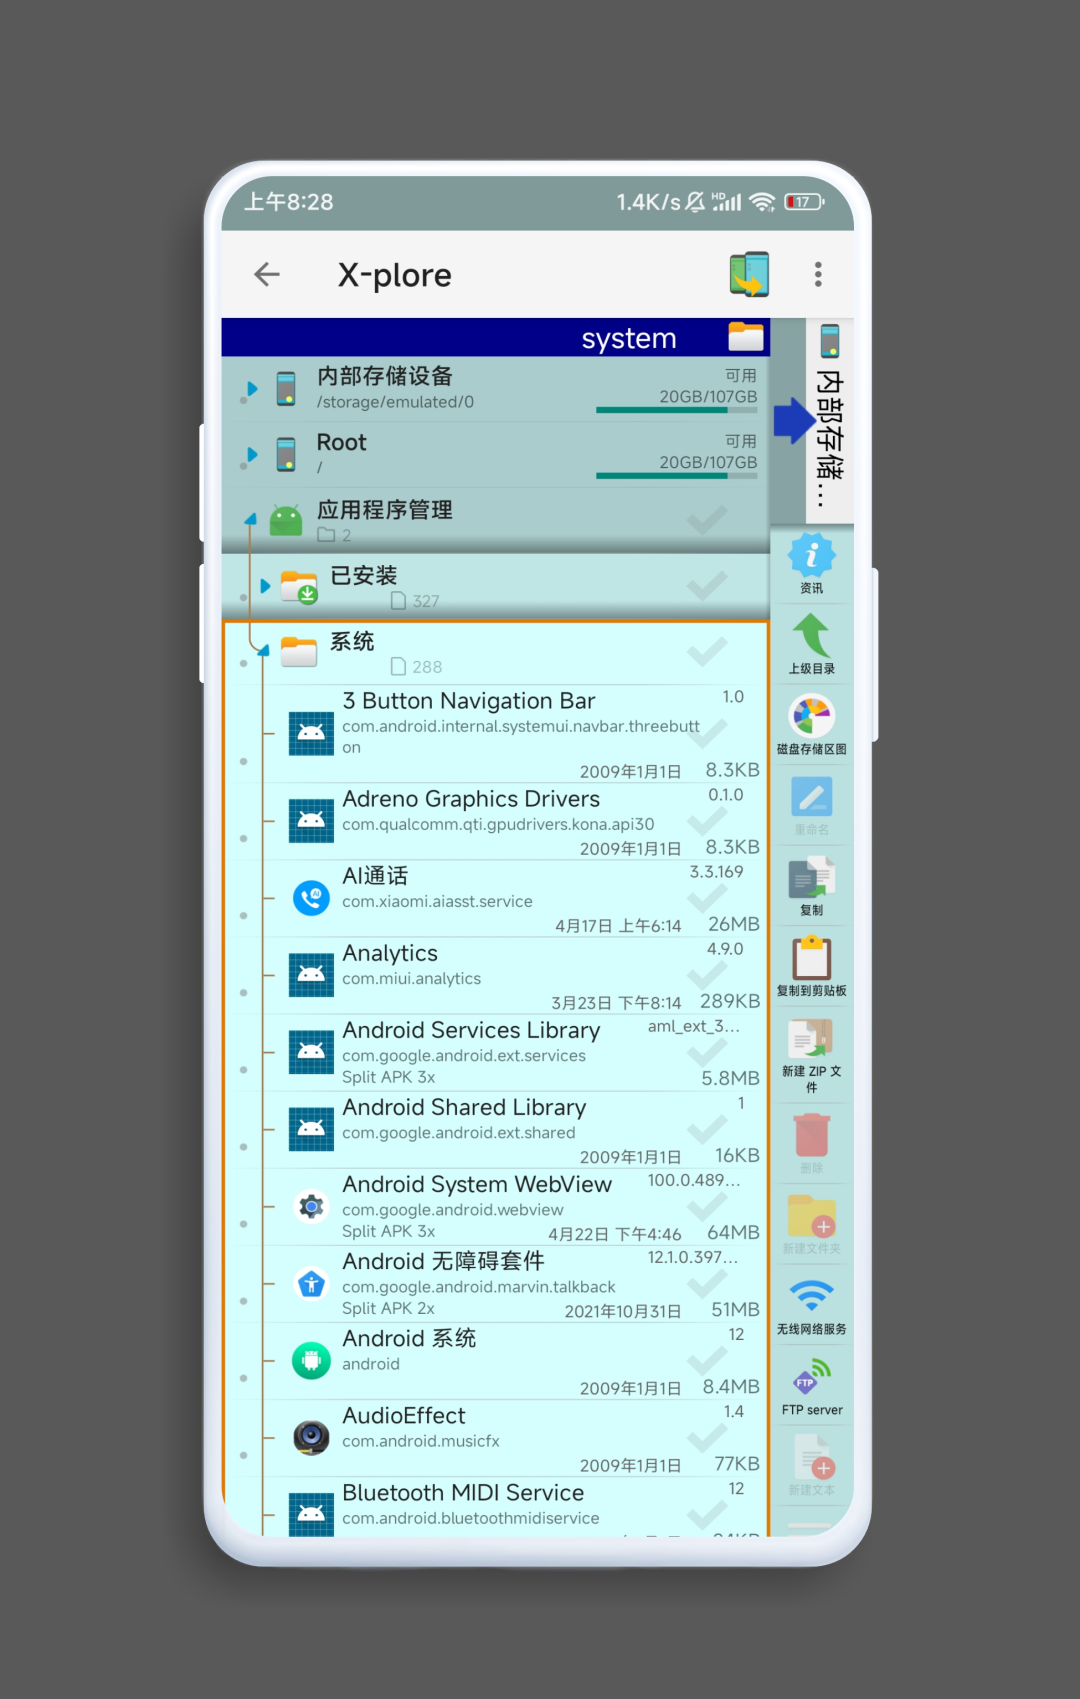 上午8:28
1.4K/s
HD
17
X-plore
system
内部存储设备
/storage/emulated/0
可用
20GB/107GB
Root
/
可用
20GB/107GB
应用程序管理
2
已安装
327
系统
288
3 Button Navigation Bar
1.0
com.android.internal.systemui.navbar.threebutt
on
2009年1月1日
8.3KB
Adreno Graphics Drivers
0.1.0
com.qualcomm.qti.gpudrivers.kona.api30
2009年1月1日
8.3KB
AI通话
3.3.169
com.xiaomi.aiasst.service
4月17日 上午6:14
26MB
Analytics
4.9.0
com.miui.analytics
3月23日 下午8:14
289KB
Android Services Library
aml_ext_3...
com.google.android.ext.services
Split APK 3x
5.8MB
Android Shared Library
1
com.google.android.ext.shared
2009年1月1日
16KB
Android System WebView
100.0.489...
com.google.android.webview
Split APK 3x
4月22日 下午4:46
64MB
Android 无障碍套件
12.1.0.397...
com.google.android.marvin.talkback
Split APK 2x
2021年10月31日
51MB
Android 系统
12
android
2009年1月1日
8.4MB
AudioEffect
1.4
com.android.musicfx
2009年1月1日
77KB
Bluetooth MIDI Service
12
com.android.bluetoothmidiservice
内部存储...
资讯
上级目录
磁盘存储区图
重命名
复制
复制到剪贴板
新建 ZIP 文
件
删除
新建文件夹
无线网络服务
FTP
FTP server
新建文本